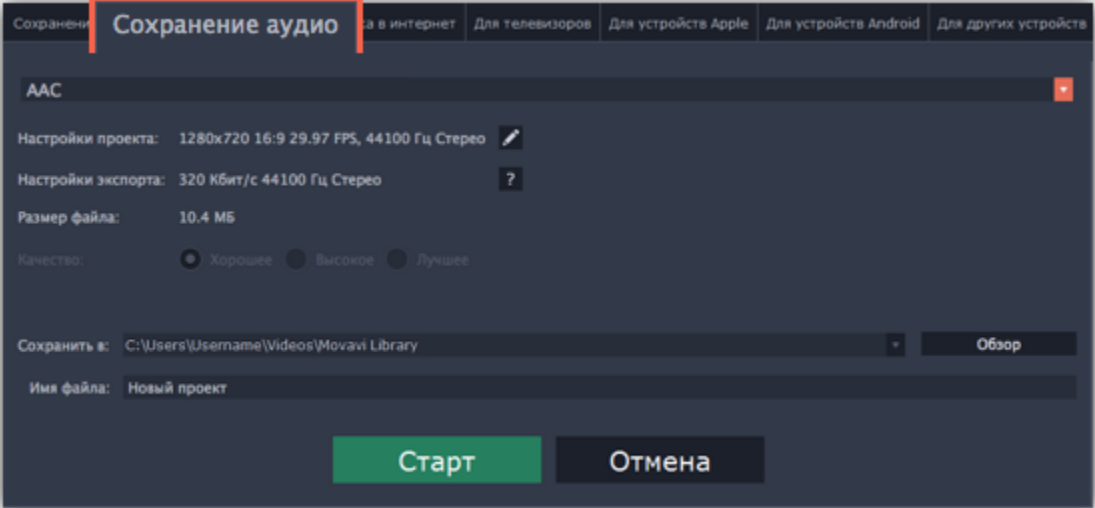 Сохранени
Сохранение аудио
ка в интернет
Для телевизоров
Для устройств Apple
Для устройств Android
Для других устройств
AAC
Настройки проекта: 1280x720 16:9 29.97 FPS, 44100 Гц Стерео
Настройки экспорта: 320 Кбит/с 44100 Гц Стерео ?
Размер файла: 10.4 МБ
Качество: Хорошее Высокое Лучшее
Сохранить в: C:\Users\Username\Videos\Movavi Library Обзор
Имя файла: Новый проект
Старт Отмена